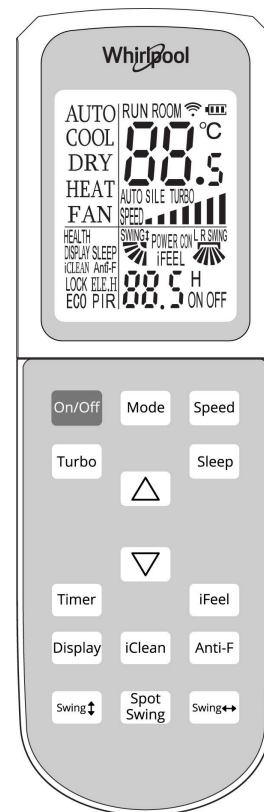 Whirlpool
AUTO RUN ROOM
COOL 88.5 °C
DRY
HEAT AUTO SILE TURBO
FAN SPEED
HEALTH SWING↕ POWER CON L R SWING
DISPLAY SLEEP
iCLEAN Anti-F iFEEL
LOCK ELE.H 88.5 H
ECO PIR ON OFF
On/Off Mode Speed
Turbo Sleep
Timer iFeel
Display iClean Anti-F
Swing↕ Spot Swing Swing↔